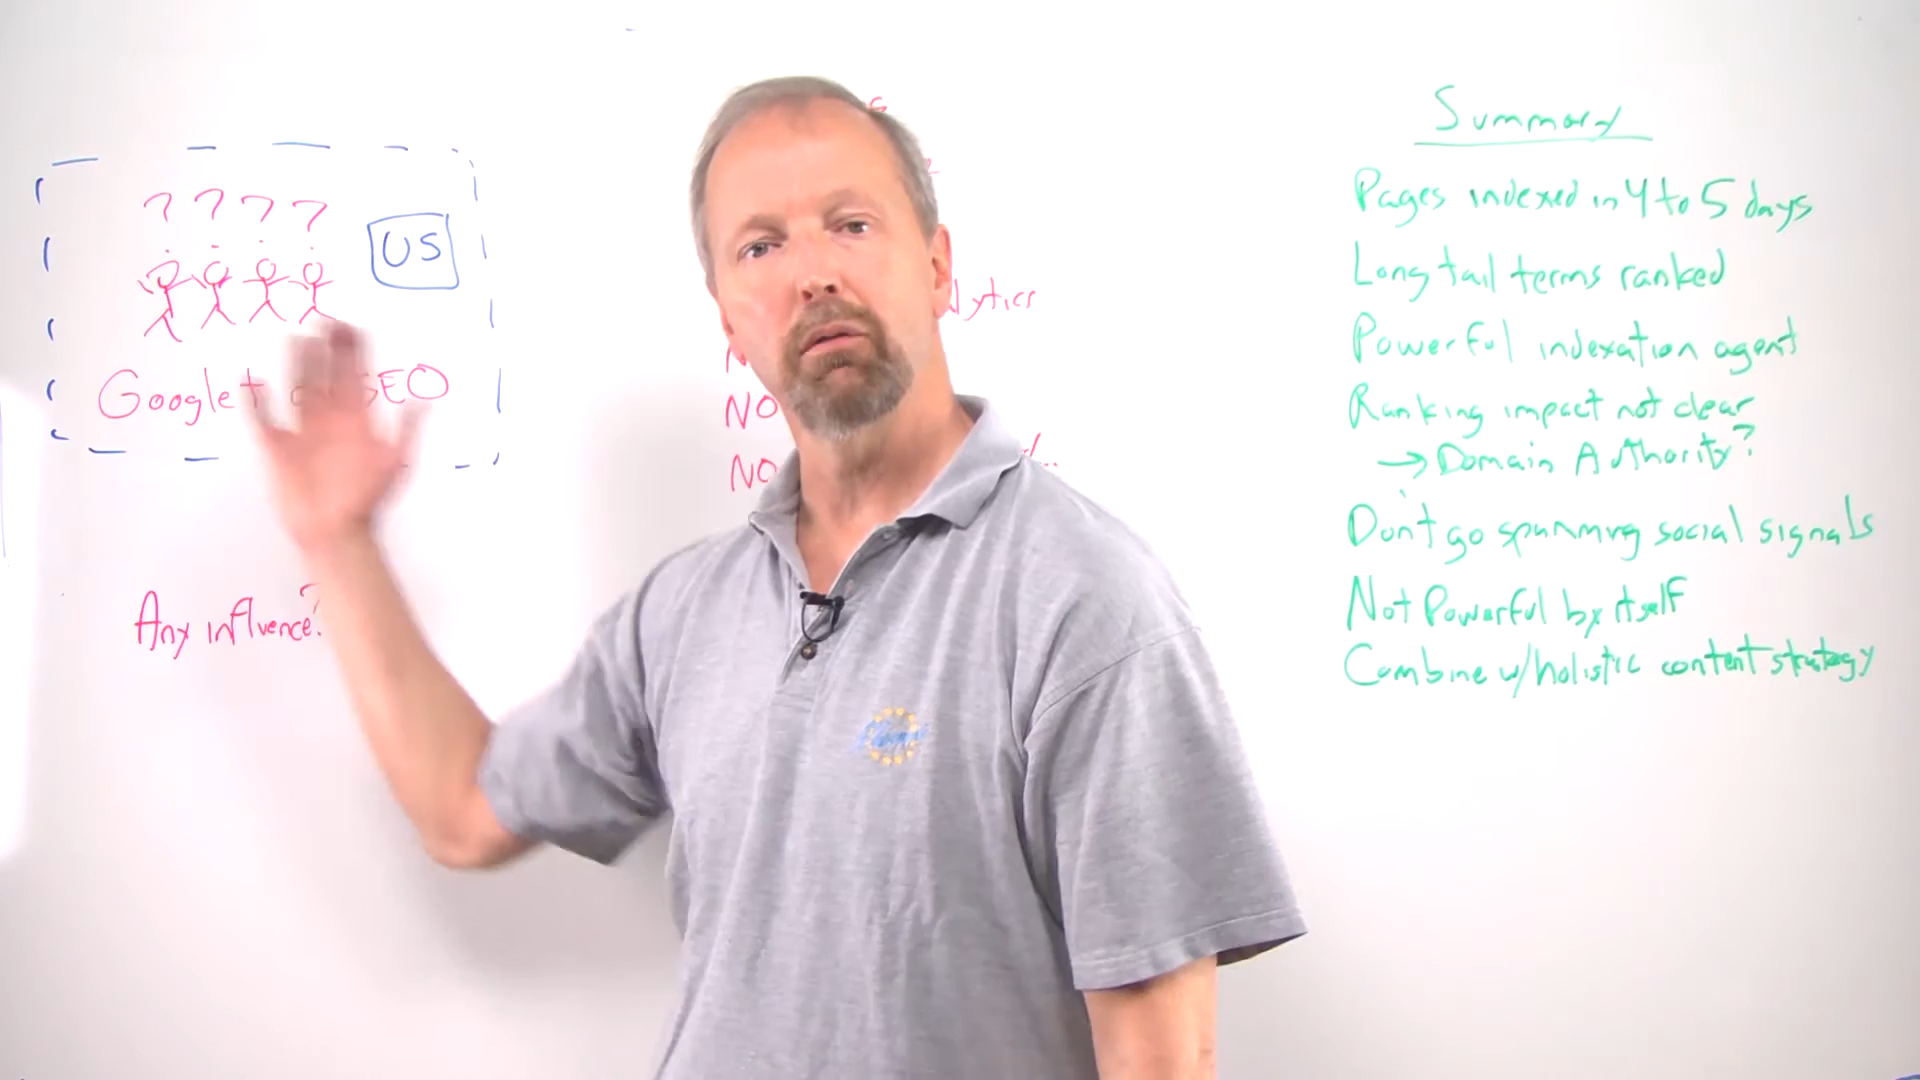 ? ? ? ?
US
Google+ SEO
Any influence?
NO
NO
Summary
Pages indexed in 4 to 5 days
Long tail terms ranked
Powerful indexation agent
Ranking impact not clear
→ Domain Authority?
Don't go spamming social signals
Not Powerful by itself
Combine w/ holistic content strategy